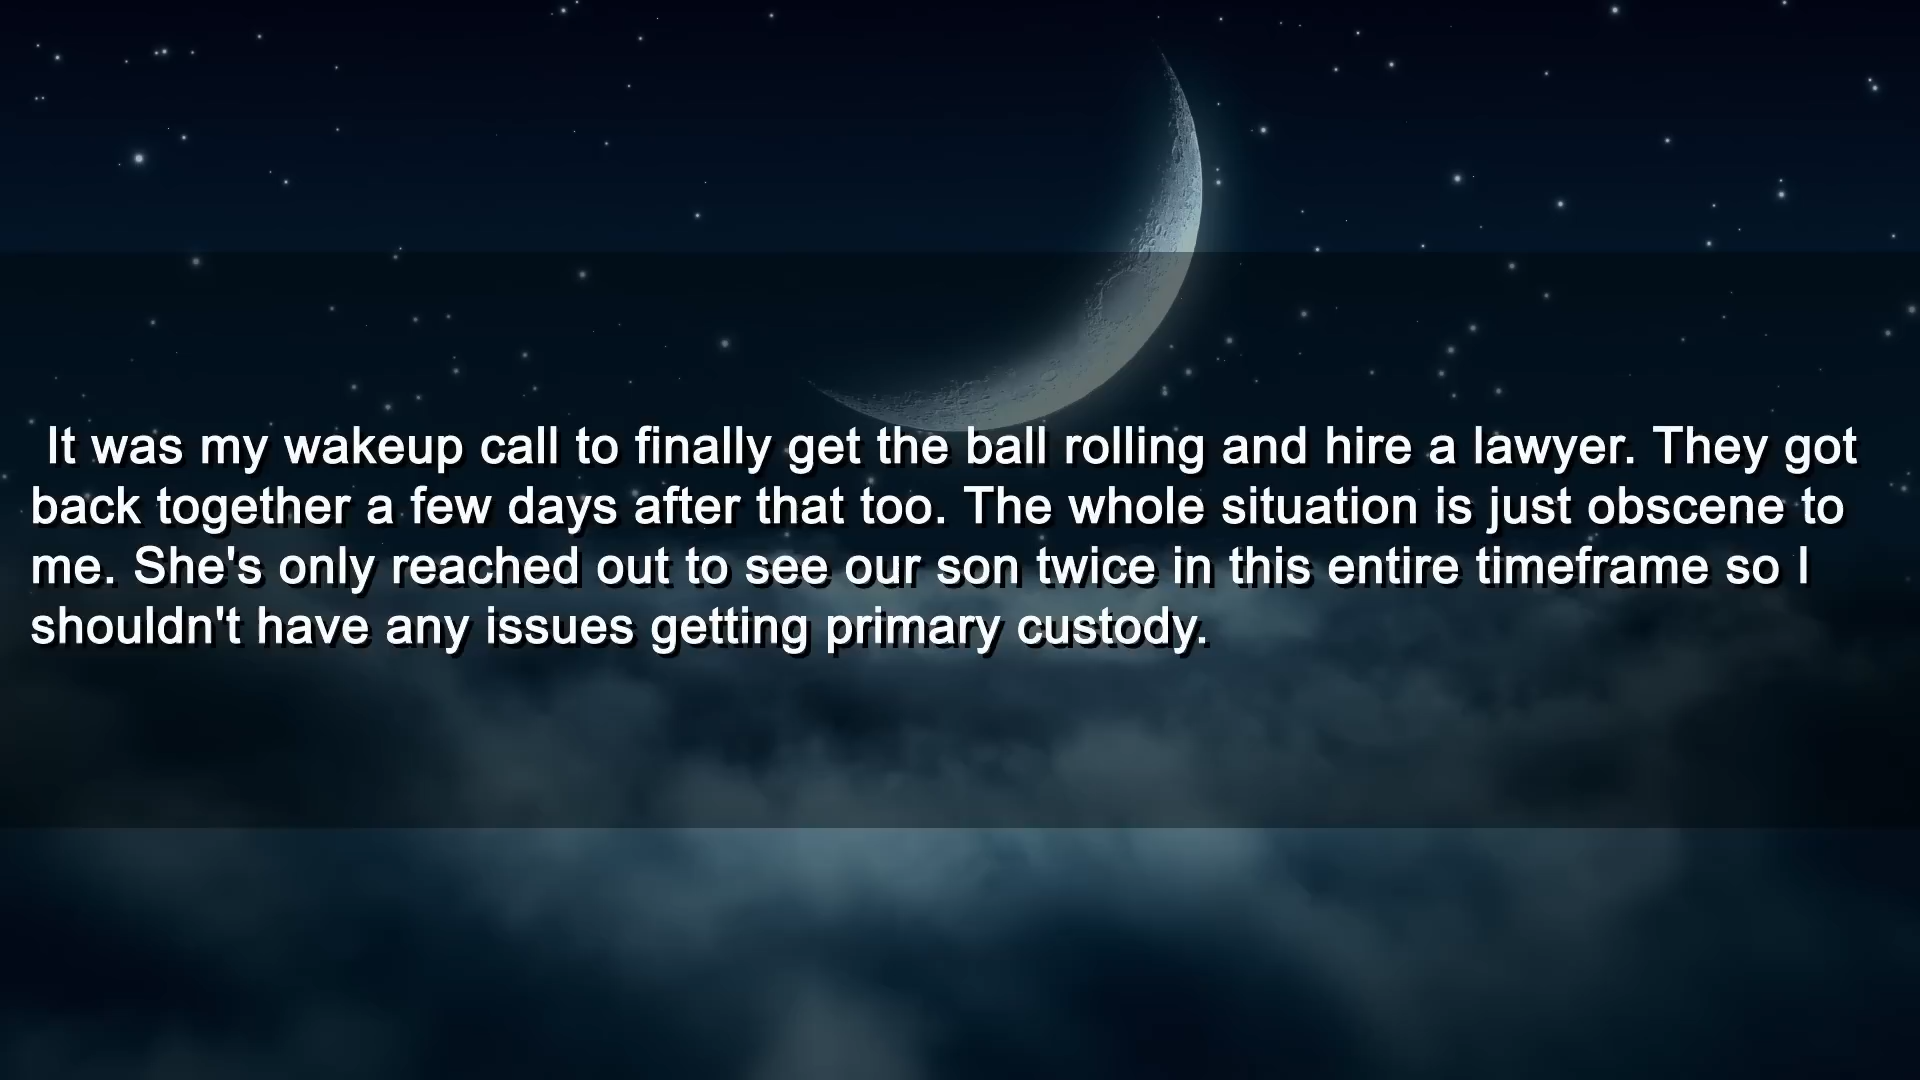 It was my wakeup call to finally get the ball rolling and hire a lawyer. They got
back together a few days after that too. The whole situation is just obscene to
me. She's only reached out to see our son twice in this entire timeframe so I
shouldn't have any issues getting primary custody.